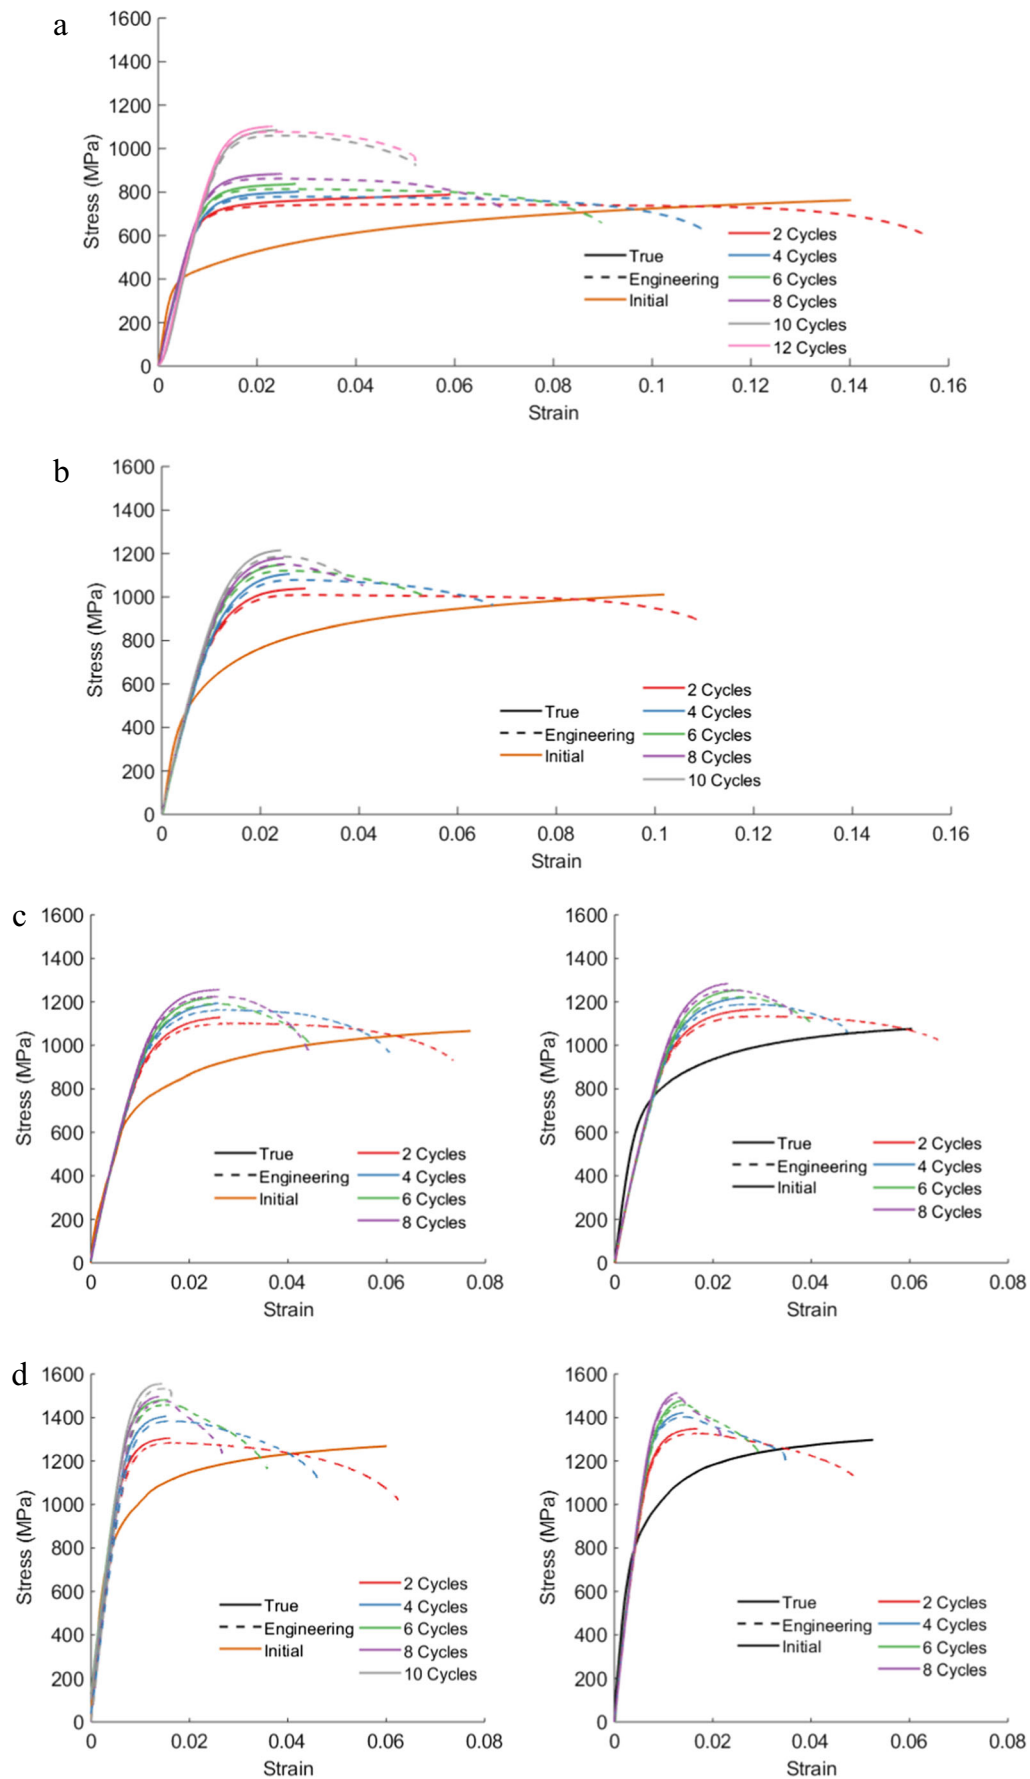 a
1600
1400
1200
1000
800
600
400
200
0
Stress (MPa)
True
Engineering
Initial
2 Cycles
4 Cycles
6 Cycles
8 Cycles
10 Cycles
12 Cycles
0 0.02 0.04 0.06 0.08 0.1 0.12 0.14 0.16
Strain
b
1600
1400
1200
1000
800
600
400
200
0
Stress (MPa)
True
Engineering
Initial
2 Cycles
4 Cycles
6 Cycles
8 Cycles
10 Cycles
0 0.02 0.04 0.06 0.08 0.1 0.12 0.14 0.16
Strain
c
1600
1400
1200
1000
800
600
400
200
0
Stress (MPa)
True
Engineering
Initial
2 Cycles
4 Cycles
6 Cycles
8 Cycles
0 0.02 0.04 0.06 0.08
Strain
1600
1400
1200
1000
800
600
400
200
0
Stress (MPa)
True
Engineering
Initial
2 Cycles
4 Cycles
6 Cycles
8 Cycles
0 0.02 0.04 0.06 0.08
Strain
d
1600
1400
1200
1000
800
600
400
200
0
Stress (MPa)
True
Engineering
Initial
2 Cycles
4 Cycles
6 Cycles
8 Cycles
10 Cycles
0 0.02 0.04 0.06 0.08
Strain
1600
1400
1200
1000
800
600
400
200
0
Stress (MPa)
True
Engineering
Initial
2 Cycles
4 Cycles
6 Cycles
8 Cycles
0 0.02 0.04 0.06 0.08
Strain